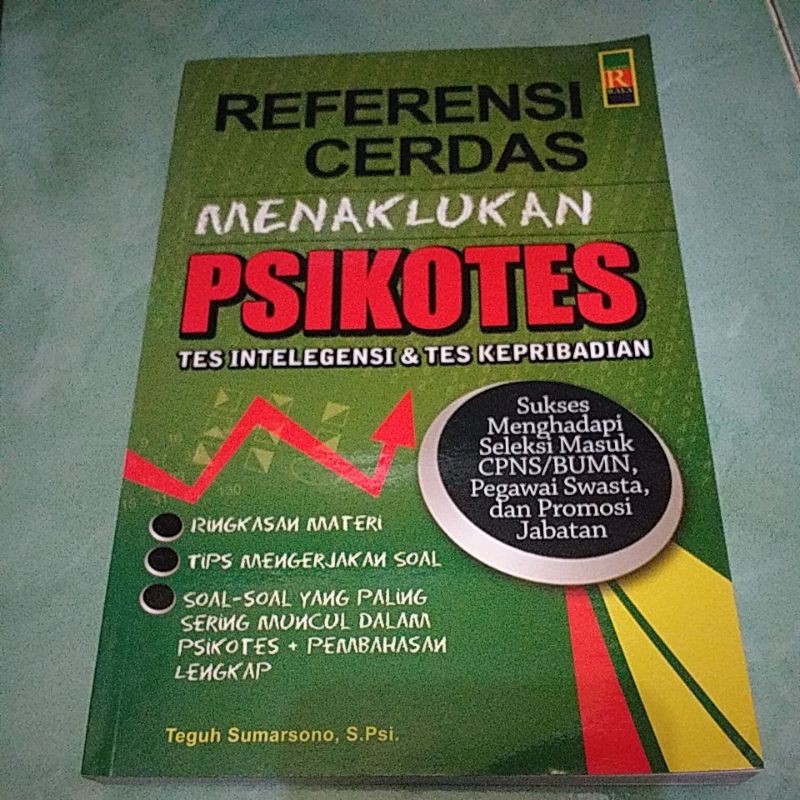 REFERENSI
CERDAS
R
RAYA
MENAKLUKAN
PSIKOTES
TES INTELEGENSI & TES KEPRIBADIAN
Sukses
Menghadapi
Seleksi Masuk
CPNS/BUMN,
Pegawai Swasta,
dan Promosi
Jabatan
RINGKASAN MATERI
TIPS MENGERJAKAN SOAL
SOAL-SOAL YANG PALING
SERING MUNCUL DALAM
PSIKOTES + PEMBAHASAN
LENGKAP
Teguh Sumarsono, S.Psi.